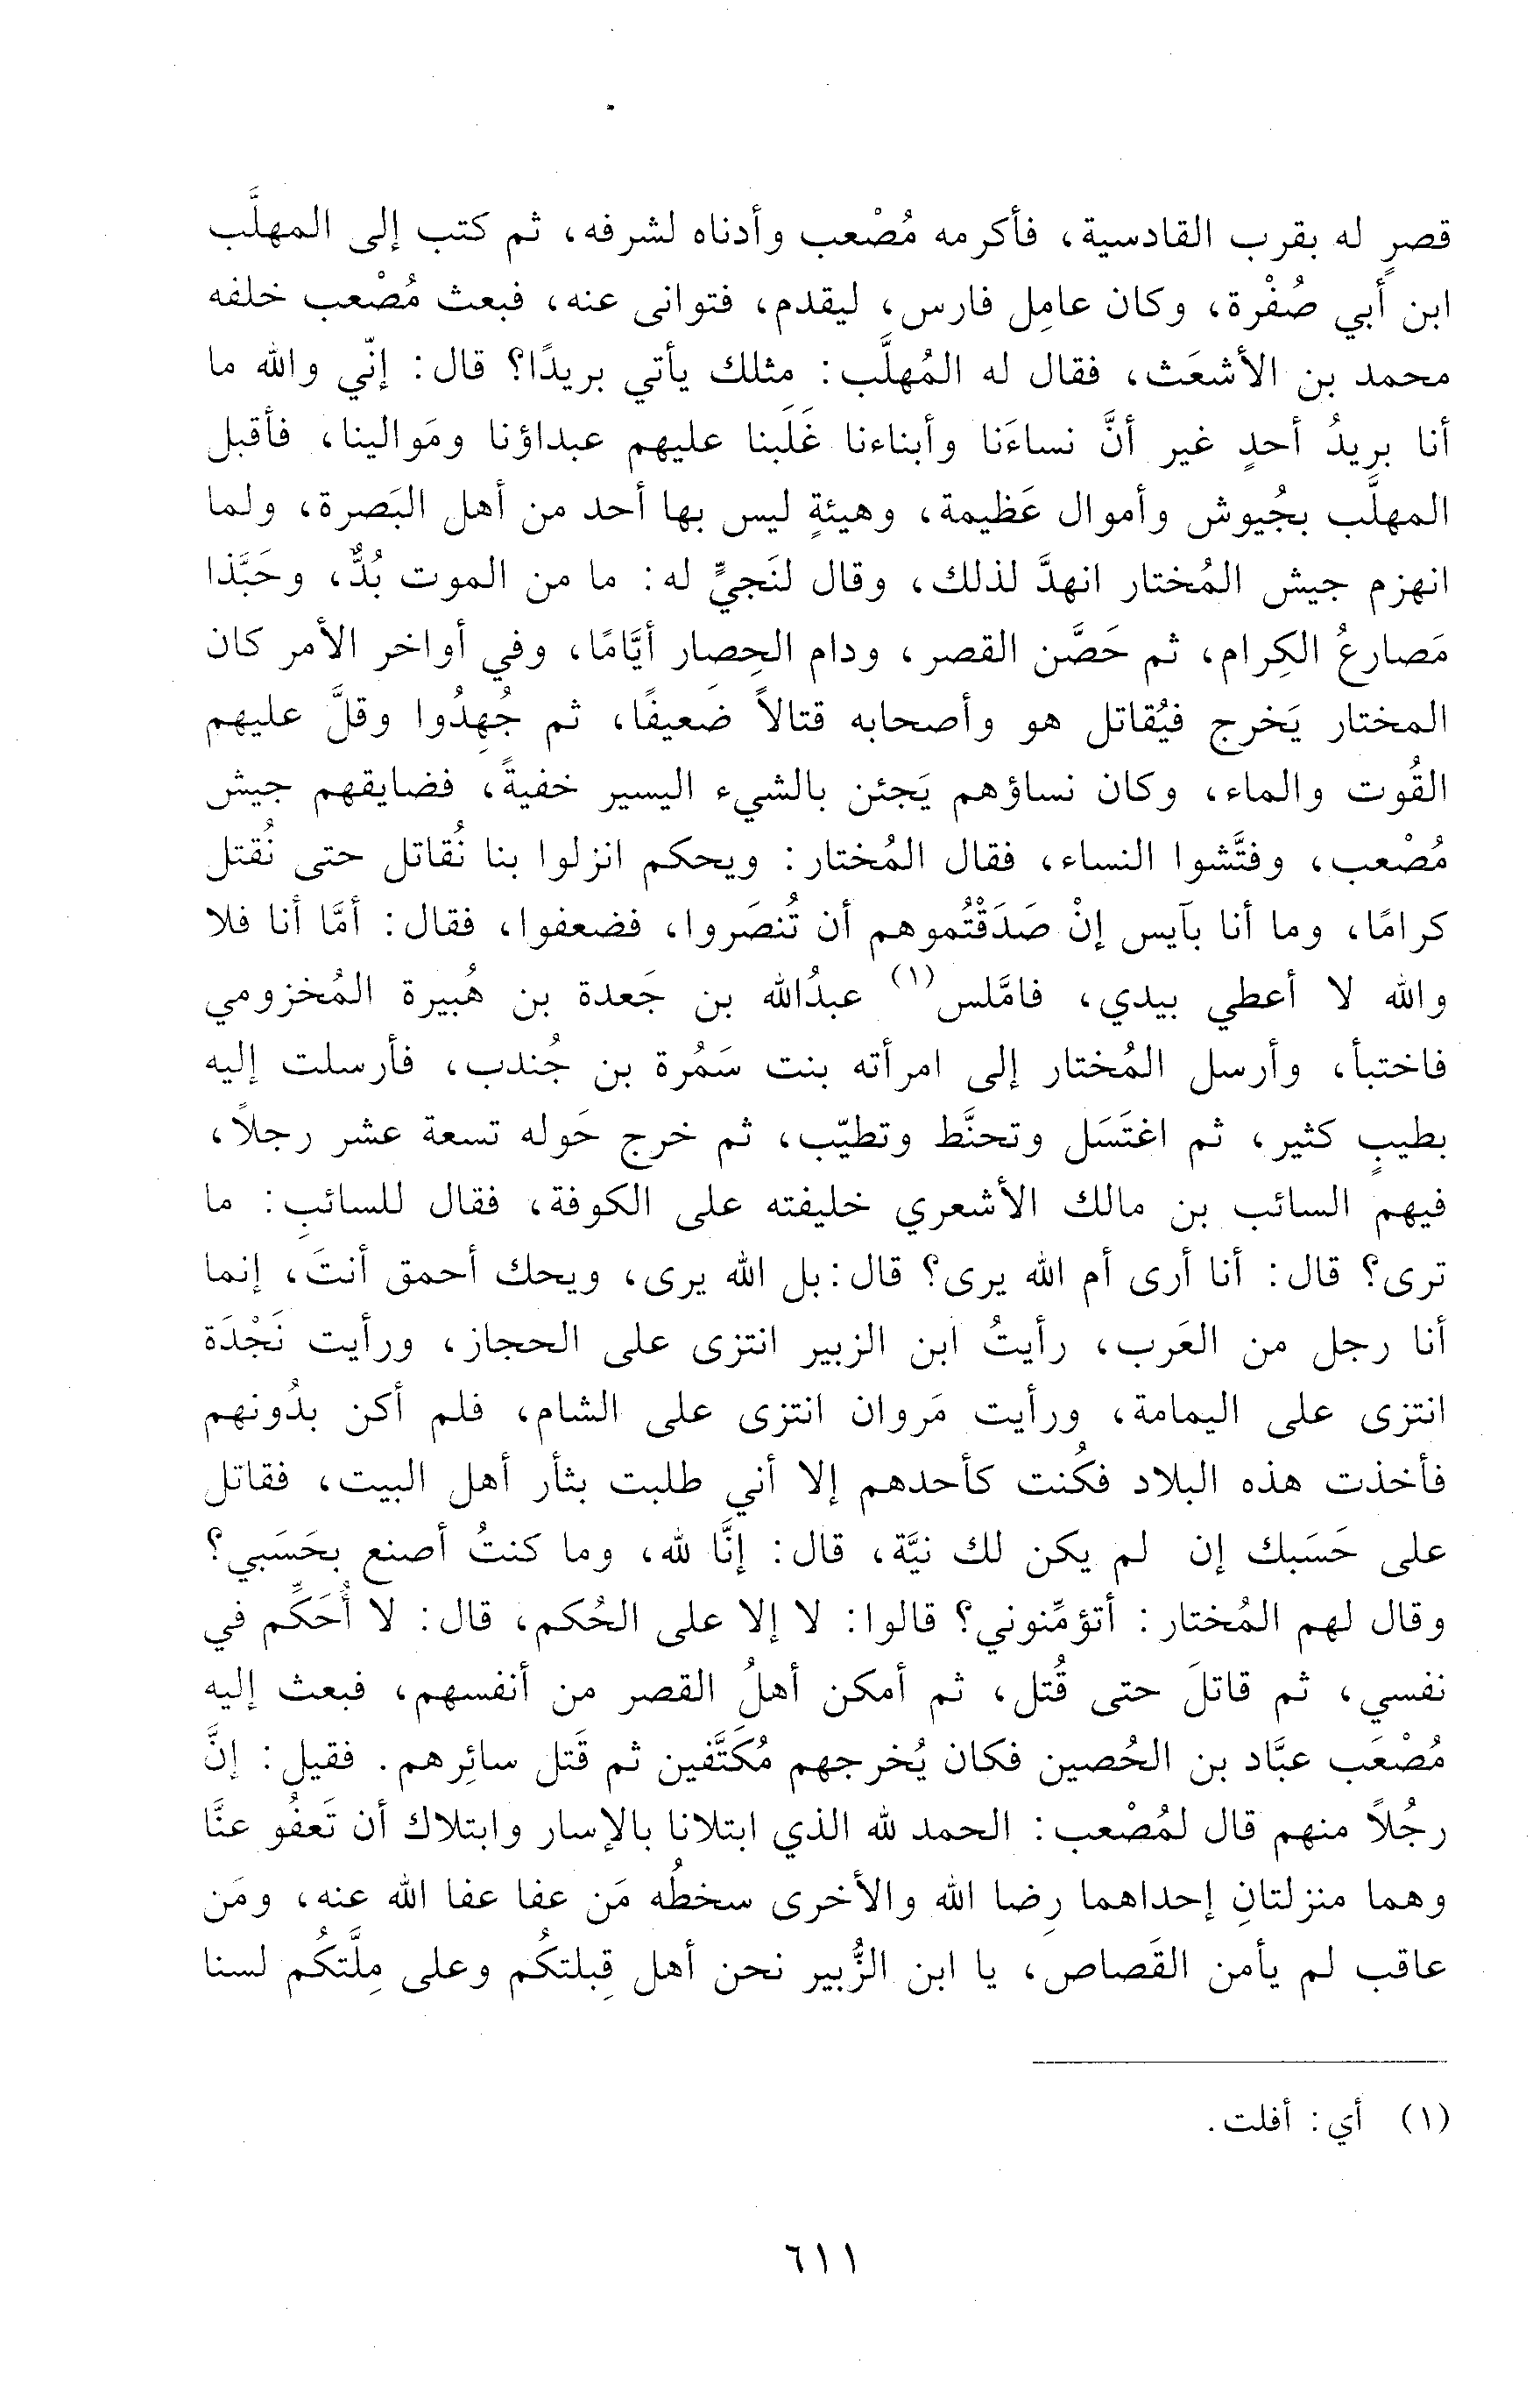 قصرٍ له بقرب القادسية، فأكرمه مُصْعب وأدناه لشرفه، ثم كتب إلى المهلَّب
ابن أبي صُفْرة، وكان عامِل فارس، ليقدم، فتوانى عنه، فبعث مُصْعب خلفه
محمد بن الأشعَث، فقال له المُهلَّب: مثلك يأتي بريدًا؟ قال: إنّي والله ما
أنا بريدُ أحدٍ غير أنَّ نساءَنا وأبناءنا غَلَبنا عليهم عبداؤنا ومَوالينا، فأقبل
المهلَّب بجُيوش وأموال عَظيمة، وهيئةٍ ليس بها أحد من أهل البَصرة، ولما
انهزم جيش المُختار انهدَّ لذلك، وقال لنَجيٍّ له: ما من الموت بُدٌّ، وحَبَّذا
مَصارعُ الكِرام، ثم حَصَّن القصر، ودام الحِصار أيَّامًا، وفي أواخر الأمر كان
المختار يَخرج فيُقاتل هو وأصحابه قتالاً ضَعيفًا، ثم جُهِدُوا وقلَّ عليهم
القُوت والماء، وكان نساؤهم يَجئن بالشيء اليسير خفيةً، فضايقهم جيش
مُصْعب، وفتَّشوا النساء، فقال المُختار: ويحكم انزلوا بنا نُقاتل حتى نُقتل
كرامًا، وما أنا بآيس إنْ صَدَقْتُموهم أن تُنصَروا، فضعفوا، فقال: أمَّا أنا فلا
والله لا أعطي بيدي، فامَّلس(١) عبدُالله بن جَعدة بن هُبيرة المُخزومي
فاختبأ، وأرسل المُختار إلى امرأته بنت سَمُرة بن جُندب، فأرسلت إليه
بطيبٍ كثير، ثم اغتَسَل وتحنَّط وتطيّب، ثم خرج حَوله تسعة عشر رجلاً،
فيهم السائب بن مالك الأشعري خليفته على الكوفة، فقال للسائبِ: ما
ترى؟ قال: أنا أرى أم الله يرى؟ قال: بل الله يرى، ويحك أحمق أنتَ، إنما
أنا رجل من العَرب، رأيتُ ابن الزبير انتزى على الحجاز، ورأيت نَجْدَة
انتزى على اليمامة، ورأيت مَروان انتزى على الشام، فلم أكن بدُونهم
فأخذت هذه البلاد فكُنت كأحدهم إلا أني طلبت بثأر أهل البيت، فقاتل
على حَسَبك إن لم يكن لك نيَّة، قال: إنَّا لله، وما كنتُ أصنع بحَسَبي؟
وقال لهم المُختار: أتؤمِّنوني؟ قالوا: لا إلا على الحُكم، قال: لا أُحَكِّم في
نفسي، ثم قاتلَ حتى قُتل، ثم أمكن أهلُ القصر من أنفسهم، فبعث إليه
مُصْعَب عبَّاد بن الحُصين فكان يُخرجهم مُكَتَّفين ثم قَتل سائِرهم. فقيل: إنَّ
رجُلاً منهم قال لمُصْعب: الحمد لله الذي ابتلانا بالإسار وابتلاك أن تَعفُو عنَّا
وهما منزلتانِ إحداهما رِضا الله والأخرى سخطُه مَن عفا عفا الله عنه، ومَن
عاقب لم يأمن القَصاص، يا ابن الزُّبير نحن أهل قِبلتكُم وعلى مِلَّتكُم لسنا
(١) أي: أفلت.
٦١١